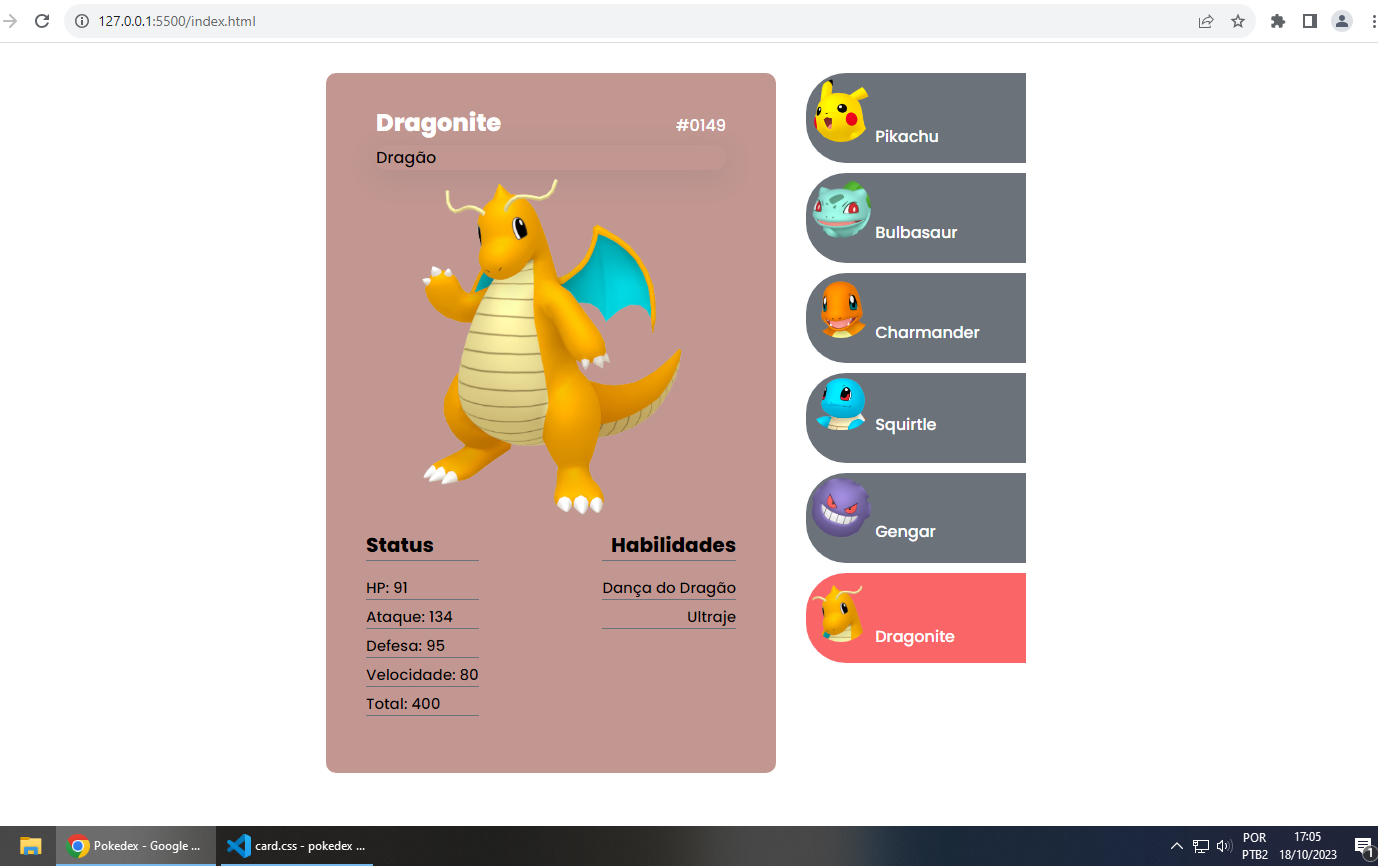 127.0.0.1:5500/index.html
Dragonite
#0149
Dragão
Status
HP: 91
Ataque: 134
Defesa: 95
Velocidade: 80
Total: 400
Habilidades
Dança do Dragão
Ultraje
Pikachu
Bulbasaur
Charmander
Squirtle
Gengar
Dragonite
Pokedex - Google ...
card.css - pokedex ...
POR
PTB2
17:05
18/10/2023
1